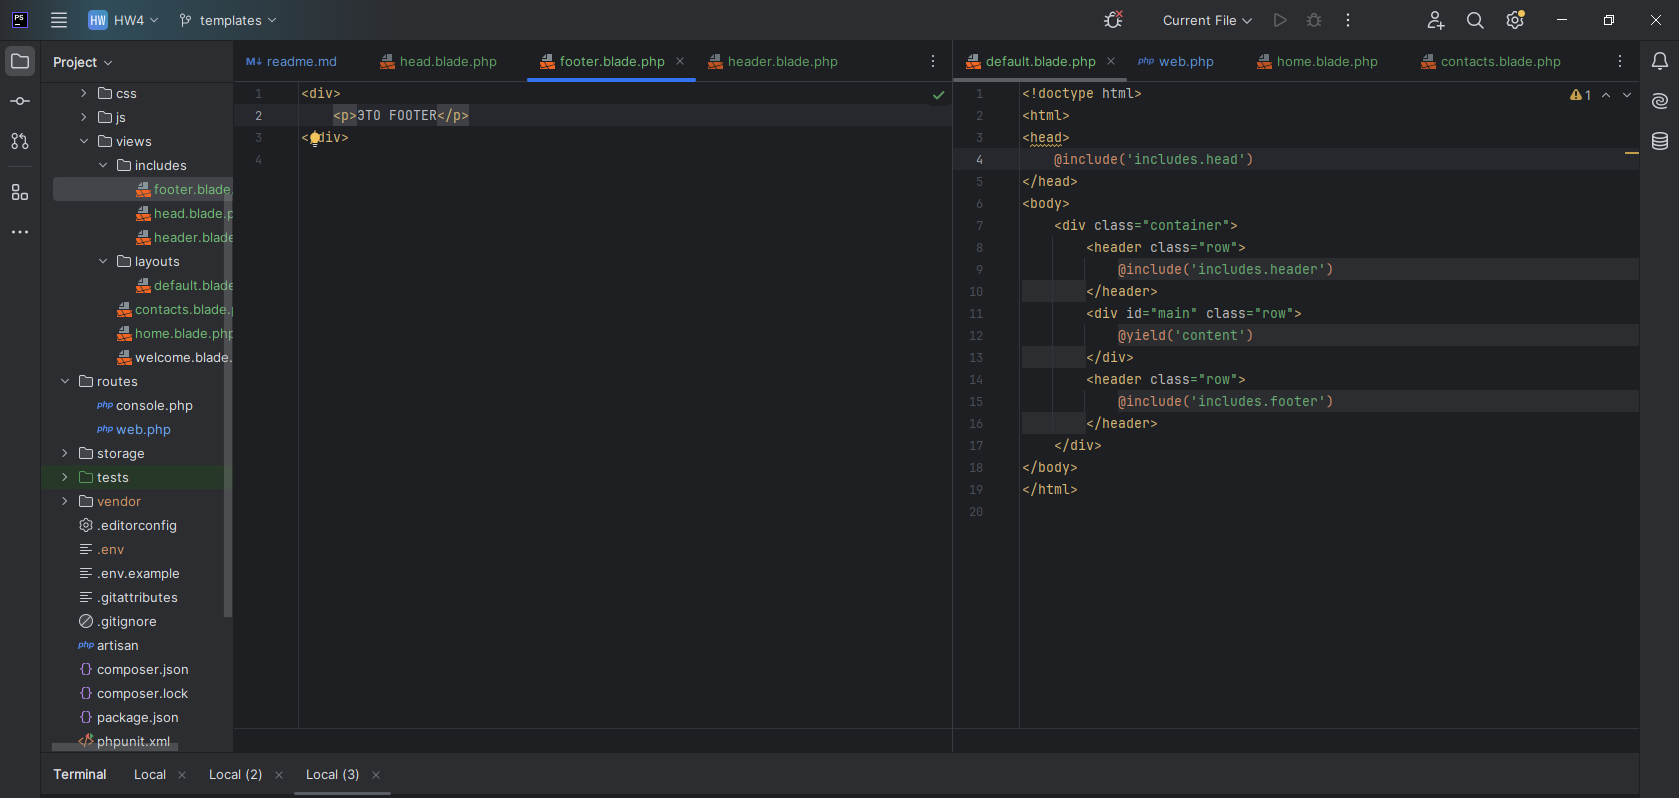 PS
HW HW4
templates
Current File
Project
M↓ readme.md
head.blade.php
footer.blade.php
header.blade.php
default.blade.php
php web.php
home.blade.php
contacts.blade.php
css
js
views
includes
footer.blade.
head.blade.p
header.blade
layouts
default.blade
contacts.blade.p
home.blade.php
welcome.blade.
routes
php console.php
php web.php
storage
tests
vendor
.editorconfig
.env
.env.example
.gitattributes
.gitignore
php artisan
composer.json
composer.lock
package.json
phpunit.xml
1 <div>
2 <p>ЭТО FOOTER</p>
3 </div>
4
1 <!doctype html>
2 <html>
3 <head>
4 @include('includes.head')
5 </head>
6 <body>
7 <div class="container">
8 <header class="row">
9 @include('includes.header')
10 </header>
11 <div id="main" class="row">
12 @yield('content')
13 </div>
14 <header class="row">
15 @include('includes.footer')
16 </header>
17 </div>
18 </body>
19 </html>
20
1
Terminal
Local
Local (2)
Local (3)